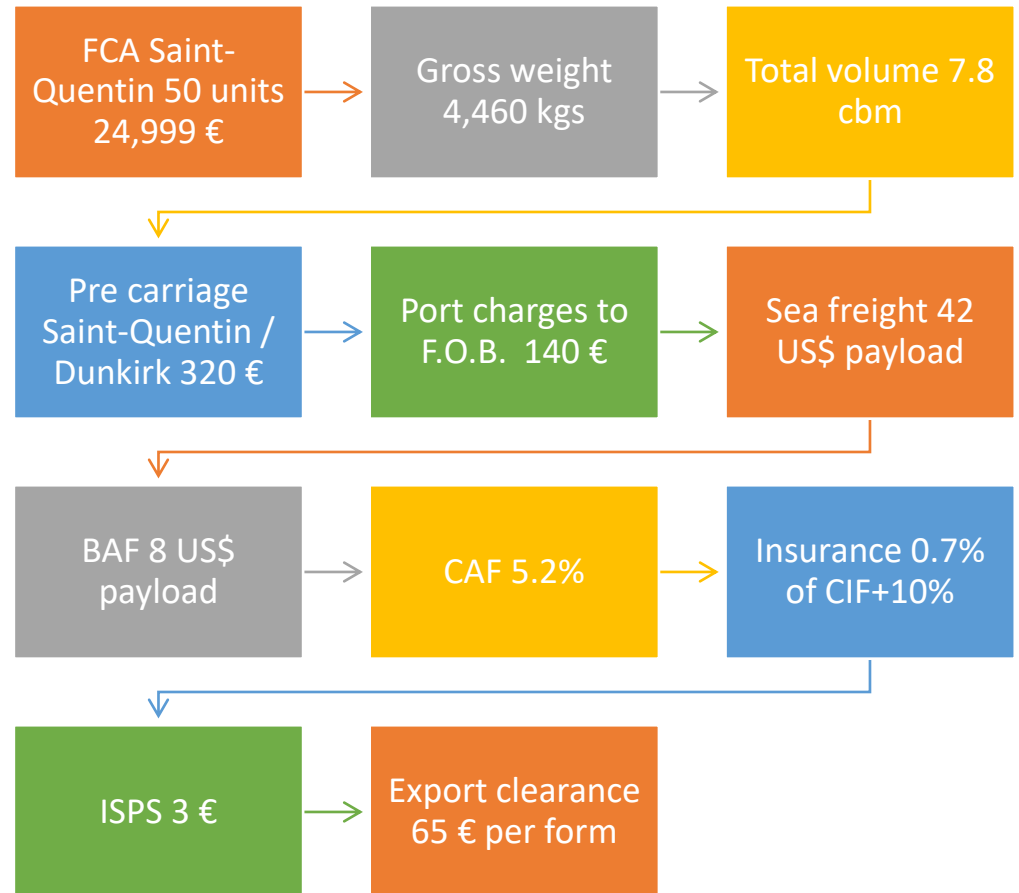 FCA Saint-
Quentin 50 units
24,999 €
Gross weight
4,460 kgs
Total volume 7.8
cbm
Pre carriage
Saint-Quentin /
Dunkirk 320 €
Port charges to
F.O.B.  140 €
Sea freight 42
US$ payload
BAF 8 US$
payload
CAF 5.2%
Insurance 0.7%
of CIF+10%
ISPS 3 €
Export clearance
65 € per form